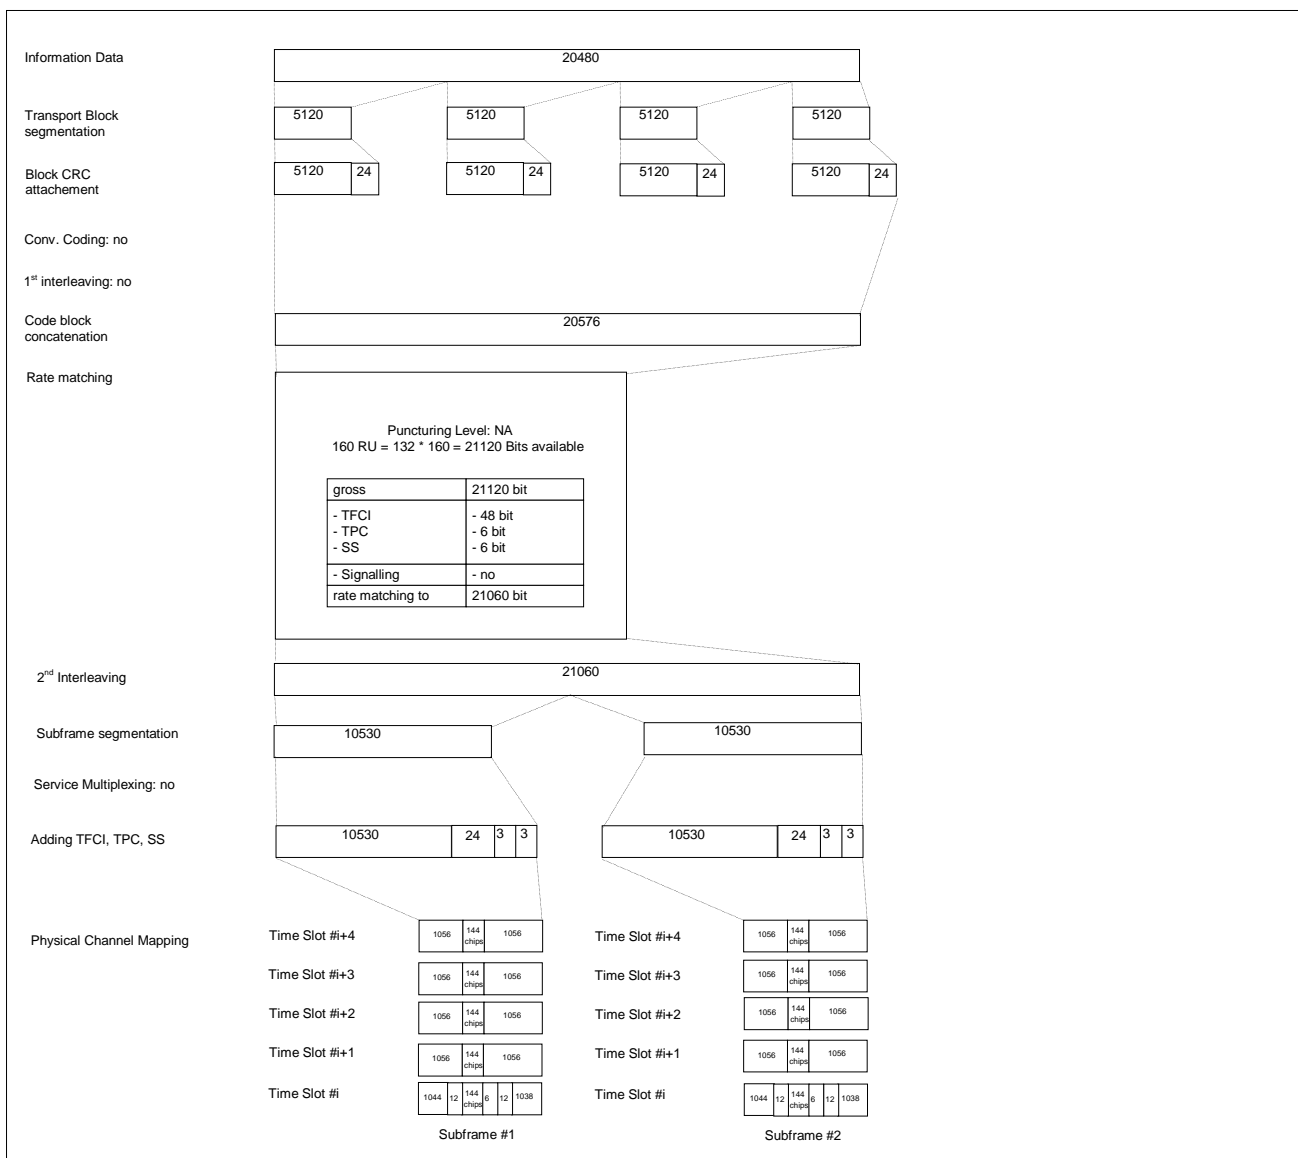 Information Data
20480
Transport Block
segmentation
5120 5120 5120 5120
Block CRC
attachement
5120 24 5120 24 5120 24 5120 24
Conv. Coding: no
1st interleaving: no
Code block
concatenation
20576
Rate matching
Puncturing Level: NA
160 RU = 132 * 160 = 21120 Bits available
gross 21120 bit
- TFCI - 48 bit
- TPC - 6 bit
- SS - 6 bit
- Signalling - no
rate matching to 21060 bit
2nd Interleaving
21060
Subframe segmentation
10530 10530
Service Multiplexing: no
Adding TFCI, TPC, SS
10530 24 3 3 10530 24 3 3
Physical Channel Mapping
Time Slot #i+4 1056 144 chips 1056 Time Slot #i+4 1056 144 chips 1056
Time Slot #i+3 1056 144 chips 1056 Time Slot #i+3 1056 144 chips 1056
Time Slot #i+2 1056 144 chips 1056 Time Slot #i+2 1056 144 chips 1056
Time Slot #i+1 1056 144 chips 1056 Time Slot #i+1 1056 144 chips 1056
Time Slot #i 1044 12 144 chips 6 12 1038 Time Slot #i 1044 12 144 chips 6 12 1038
Subframe #1 Subframe #2